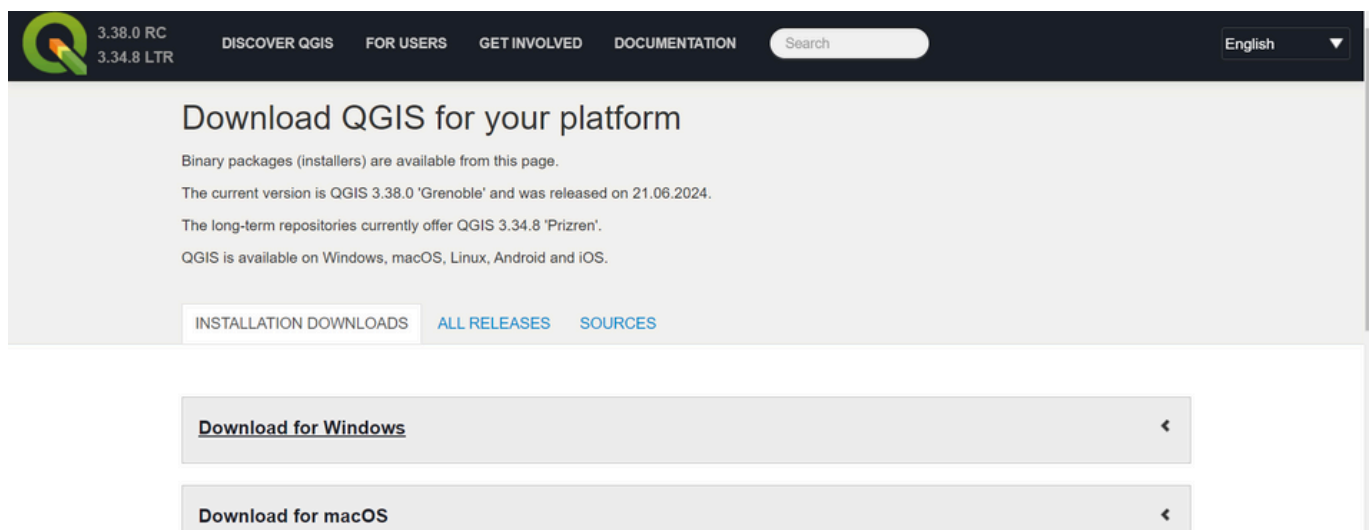 3.38.0 RC
3.34.8 LTR
DISCOVER QGIS FOR USERS GET INVOLVED DOCUMENTATION Search English
Download QGIS for your platform
Binary packages (installers) are available from this page.
The current version is QGIS 3.38.0 'Grenoble' and was released on 21.06.2024.
The long-term repositories currently offer QGIS 3.34.8 'Prizren'.
QGIS is available on Windows, macOS, Linux, Android and iOS.
INSTALLATION DOWNLOADS ALL RELEASES SOURCES
Download for Windows
Download for macOS